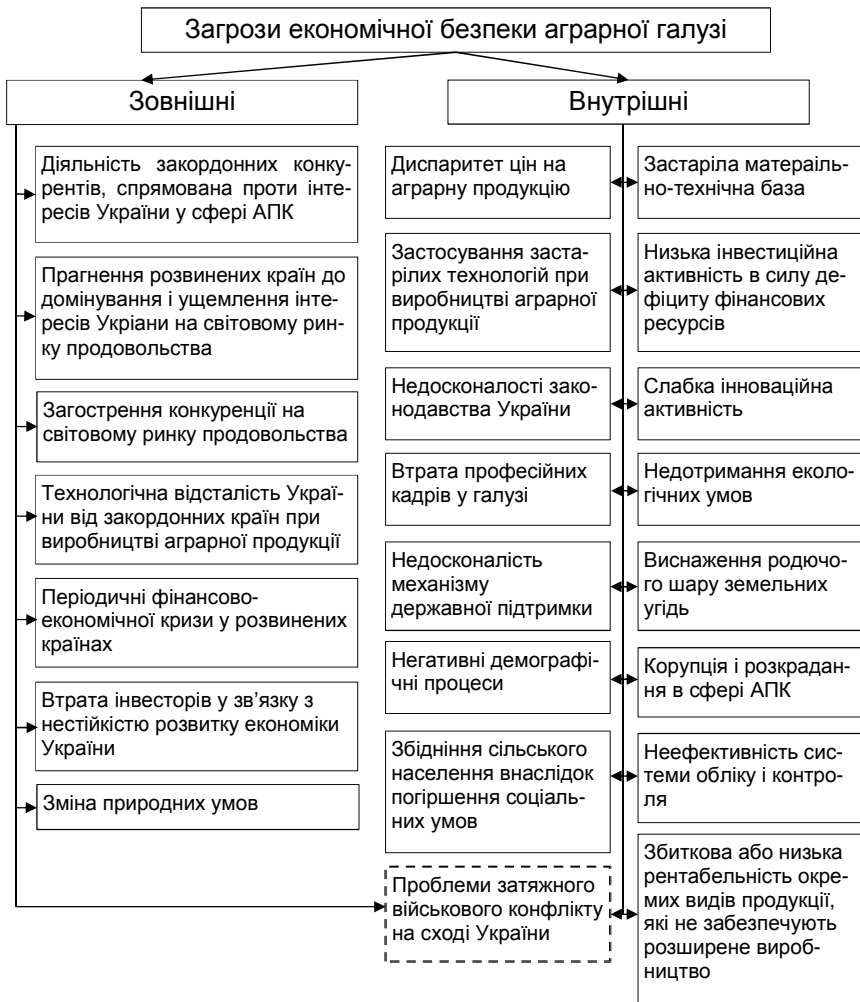 Загрози економічної безпеки аграрної галузі
Зовнішні
Діяльність закордонних конку-
рентів, спрямована проти інте-
ресів України у сфері АПК
Прагнення розвинених країн до
домінування і ущемлення інте-
ресів Укріани на світовому рин-
ку продовольства
Загострення конкуренції на
світовому ринку продовольства
Технологічна відсталість Украї-
ни від закордонних країн при
виробництві аграрної продукції
Періодичні фінансово-
економічної кризи у розвинених
країнах
Втрата інвесторів у зв’язку з
нестійкістю розвитку економіки
України
Зміна природних умов
Внутрішні
Диспаритет цін на
аграрну продукцію
Застосування заста-
рілих технологій при
виробництві аграрної
продукції
Недосконалості зако-
нодавства України
Втрата професійних
кадрів у галузі
Недосконалість
механізму
державної підтримки
Негативні демографі-
чні процеси
Збідніння сільського
населення внаслідок
погіршення соціаль-
них умов
Проблеми затяжного
військового конфлікту
на сході України
Застаріла матераіль-
но-технічна база
Низька інвестиційна
активність в силу де-
фіциту фінансових
ресурсів
Слабка інноваційна
активність
Недотримання еколо-
гічних умов
Виснаження родючо-
го шару земельних
угідь
Корупція і розкрадан-
ня в сфері АПК
Неефективність сис-
теми обліку і контро-
ля
Збиткова або низька
рентабельність окре-
мих видів продукції,
які не забезпечують
розширене вироб-
ництво